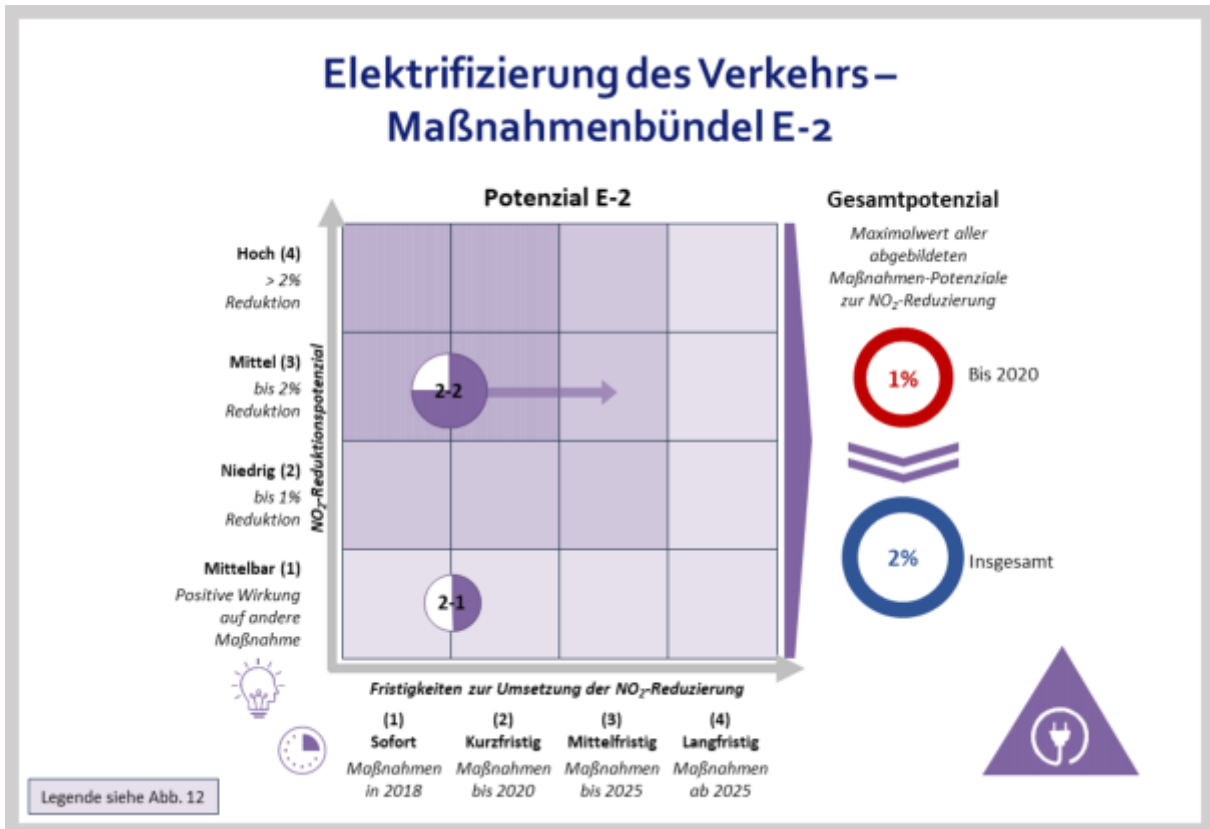 Elektrifizierung des Verkehrs –
Maßnahmenbündel E-2
Potenzial E-2
Gesamtpotenzial
Maximalwert aller
abgebildeten
Maßnahmen-Potenziale
zur NO₂-Reduzierung
Hoch (4)
> 2%
Reduktion
Mittel (3)
bis 2%
Reduktion
Niedrig (2)
bis 1%
Reduktion
Mittelbar (1)
Positive Wirkung
auf andere
Maßnahme
NO₂-Reduktionspotenzial
2-2
2-1
1%
Bis 2020
2%
Insgesamt
Fristigkeiten zur Umsetzung der NO₂-Reduzierung
(1)
Sofort
Maßnahmen
in 2018
(2)
Kurzfristig
Maßnahmen
bis 2020
(3)
Mittelfristig
Maßnahmen
bis 2025
(4)
Langfristig
Maßnahmen
ab 2025
Legende siehe Abb. 12